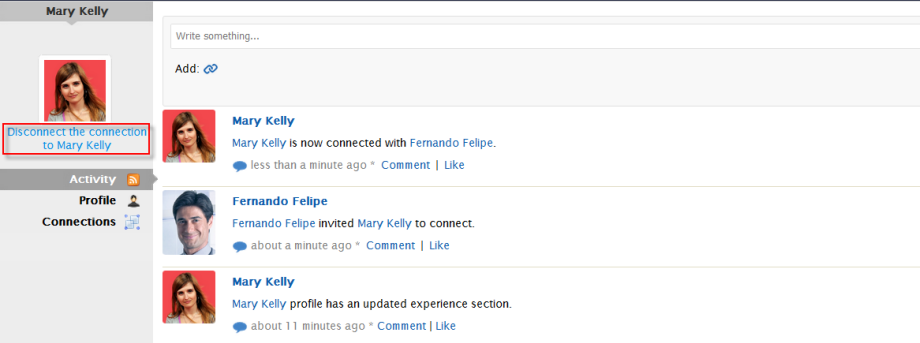 Mary Kelly
Disconnect the connection
to Mary Kelly
Activity
Profile
Connections
Write something...
Add:
Mary Kelly
Mary Kelly is now connected with Fernando Felipe.
less than a minute ago * Comment | Like
Fernando Felipe
Fernando Felipe invited Mary Kelly to connect.
about a minute ago * Comment | Like
Mary Kelly
Mary Kelly profile has an updated experience section.
about 11 minutes ago * Comment | Like